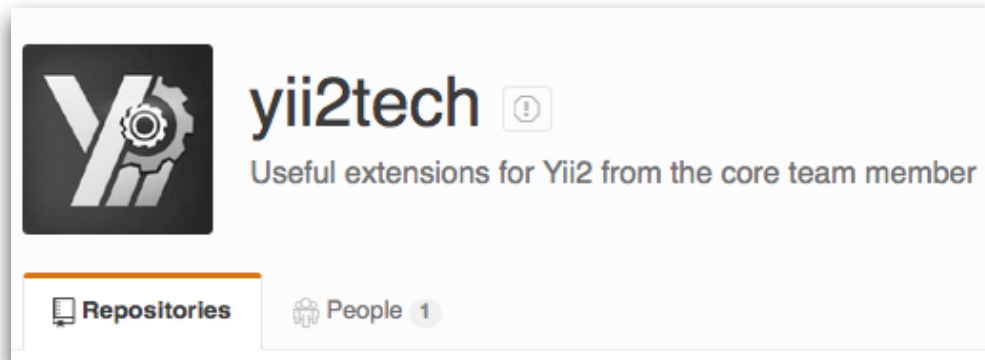 yii2tech
Useful extensions for Yii2 from the core team member
Repositories
People 1